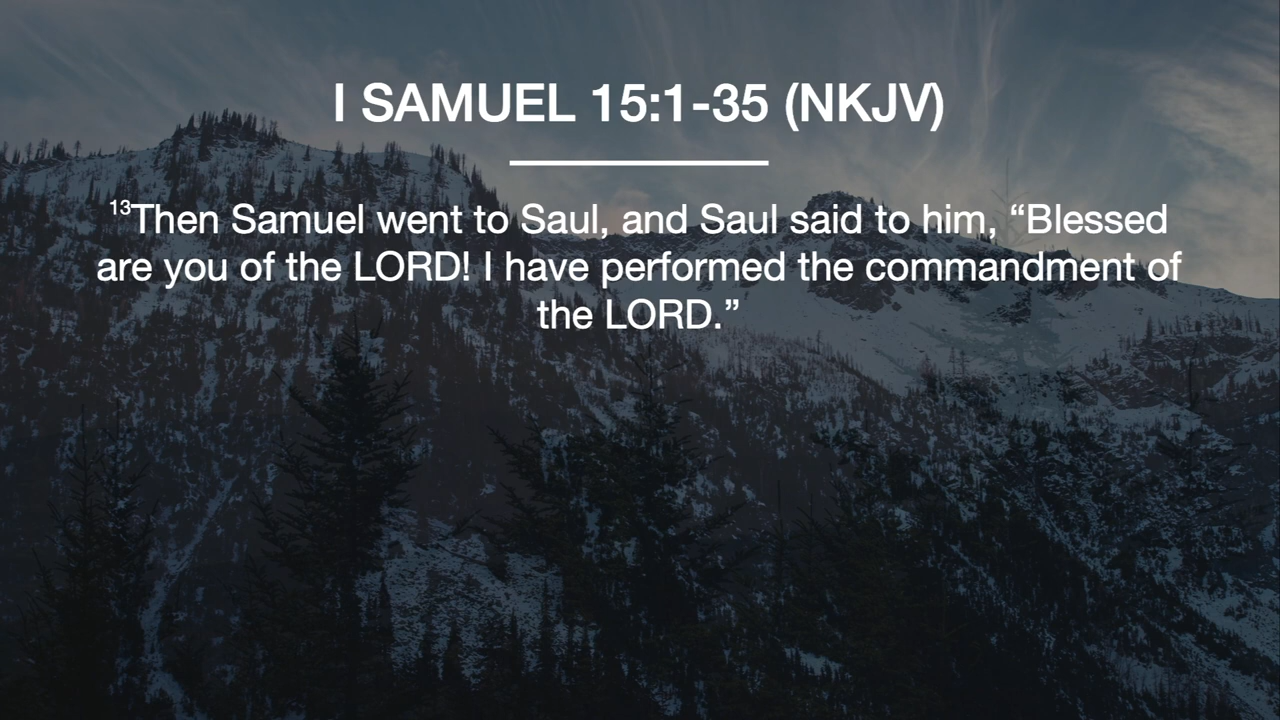 I SAMUEL 15:1-35 (NKJV)
¹³Then Samuel went to Saul, and Saul said to him, “Blessed
are you of the LORD! I have performed the commandment of
the LORD.”